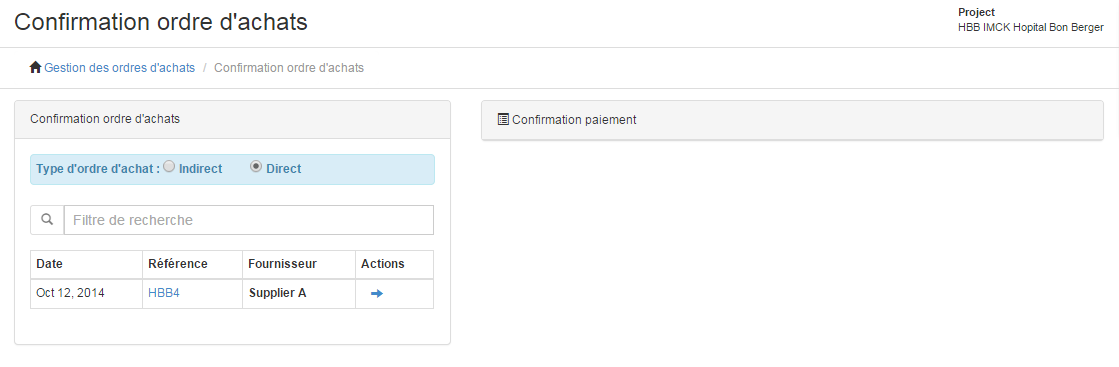 Confirmation ordre d'achats
Project
HBB IMCK Hopital Bon Berger
Gestion des ordres d'achats / Confirmation ordre d'achats
Confirmation ordre d'achats
Type d'ordre d'achat : Indirect Direct
Filtre de recherche
Date Référence Fournisseur Actions
Oct 12, 2014 HBB4 Supplier A
Confirmation paiement